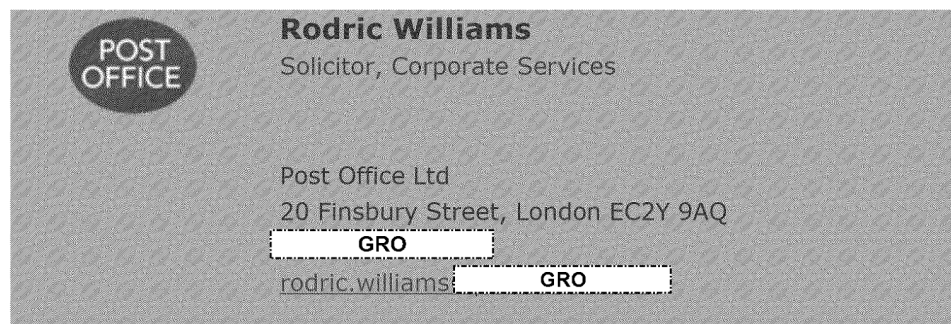 POST
OFFICE
Rodric Williams
Solicitor, Corporate Services
Post Office Ltd
20 Finsbury Street, London EC2Y 9AQ
GRO
rodric.williams GRO